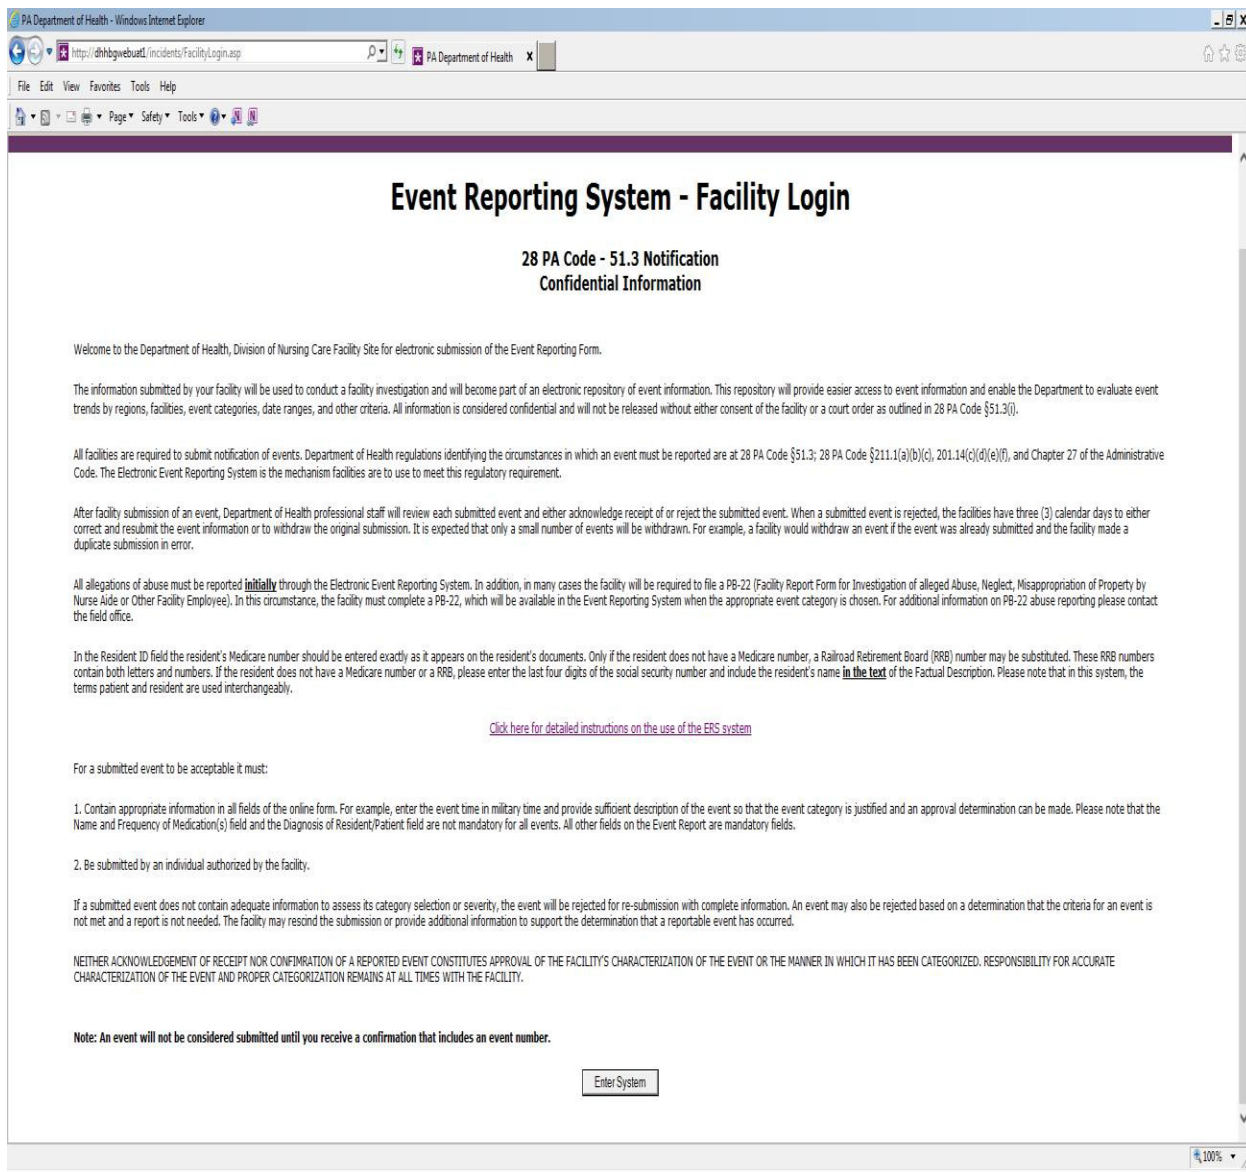 PA Department of Health - Windows Internet Explorer
http://dhhbgwebuat1/incidents/FacilityLogin.asp
PA Department of Health X
File Edit View Favorites Tools Help
Page Safety Tools
Event Reporting System - Facility Login
28 PA Code - 51.3 Notification
Confidential Information
Welcome to the Department of Health, Division of Nursing Care Facility Site for electronic submission of the Event Reporting Form.
The information submitted by your facility will be used to conduct a facility investigation and will become part of an electronic repository of event information. This repository will provide easier access to event information and enable the Department to evaluate event
trends by regions, facilities, event categories, date ranges, and other criteria. All information is considered confidential and will not be released without either consent of the facility or a court order as outlined in 28 PA Code §51.3(i).
All facilities are required to submit notification of events. Department of Health regulations identifying the circumstances in which an event must be reported are at 28 PA Code §51.3; 28 PA Code §211.1(a)(b)(c), 201.14(c)(d)(e)(f), and Chapter 27 of the Administrative
Code. The Electronic Event Reporting System is the mechanism facilities are to use to meet this regulatory requirement.
After facility submission of an event, Department of Health professional staff will review each submitted event and either acknowledge receipt of or reject the submitted event. When a submitted event is rejected, the facilities have three (3) calendar days to either
correct and resubmit the event information or to withdraw the original submission. It is expected that only a small number of events will be withdrawn. For example, a facility would withdraw an event if the event was already submitted and the facility made a
duplicate submission in error.
All allegations of abuse must be reported initially through the Electronic Event Reporting System. In addition, in many cases the facility will be required to file a PB-22 (Facility Report Form for Investigation of alleged Abuse, Neglect, Misappropriation of Property by
Nurse Aide or Other Facility Employee). In this circumstance, the facility must complete a PB-22, which will be available in the Event Reporting System when the appropriate event category is chosen. For additional information on PB-22 abuse reporting please contact
the field office.
In the Resident ID field the resident's Medicare number should be entered exactly as it appears on the resident's documents. Only if the resident does not have a Medicare number, a Railroad Retirement Board (RRB) number may be substituted. These RRB numbers
contain both letters and numbers. If the resident does not have a Medicare number or a RRB, please enter the last four digits of the social security number and include the resident's name in the text of the Factual Description. Please note that in this system, the
terms patient and resident are used interchangeably.
Click here for detailed instructions on the use of the ERS system
For a submitted event to be acceptable it must:
1. Contain appropriate information in all fields of the online form. For example, enter the event time in military time and provide sufficient description of the event so that the event category is justified and an approval determination can be made. Please note that the
Name and Frequency of Medication(s) field and the Diagnosis of Resident/Patient field are not mandatory for all events. All other fields on the Event Report are mandatory fields.
2. Be submitted by an individual authorized by the facility.
If a submitted event does not contain adequate information to assess its category selection or severity, the event will be rejected for re-submission with complete information. An event may also be rejected based on a determination that the criteria for an event is
not met and a report is not needed. The facility may rescind the submission or provide additional information to support the determination that a reportable event has occurred.
NEITHER ACKNOWLEDGEMENT OF RECEIPT NOR CONFIMRATION OF A REPORTED EVENT CONSTITUTES APPROVAL OF THE FACILITY'S CHARACTERIZATION OF THE EVENT OR THE MANNER IN WHICH IT HAS BEEN CATEGORIZED. RESPONSIBILITY FOR ACCURATE
CHARACTERIZATION OF THE EVENT AND PROPER CATEGORIZATION REMAINS AT ALL TIMES WITH THE FACILITY.
Note: An event will not be considered submitted until you receive a confirmation that includes an event number.
Enter System
100%